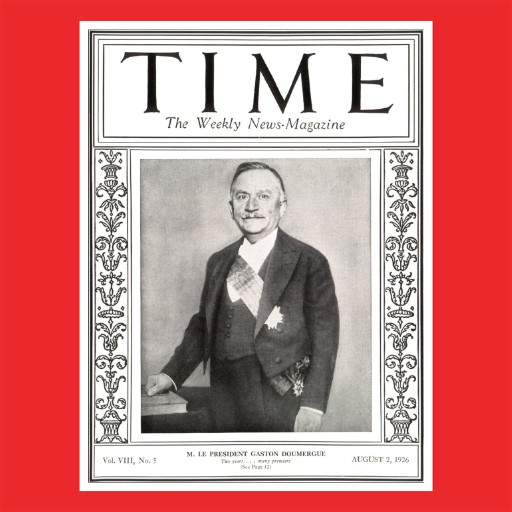 TIME
The Weekly News-Magazine
M. LE PRESIDENT GASTON DOUMERGUE
Two years . . . many premiers
(See Page 12)
Vol. VIII, No. 5
AUGUST 2, 1926